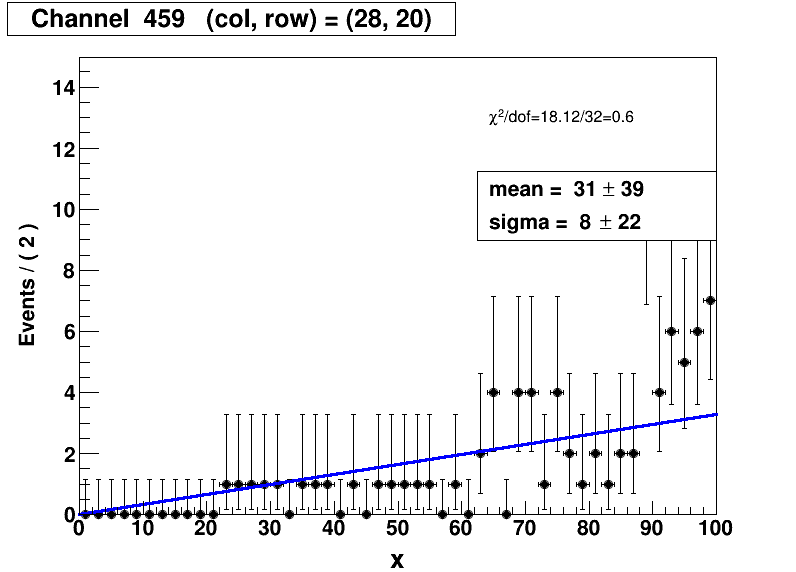 Channel 459 (col, row) = (28, 20)
χ²/dof=18.12/32=0.6
mean = 31 ± 39
sigma = 8 ± 22
Events / ( 2 )
14
12
10
8
6
4
2
0
0 10 20 30 40 50 60 70 80 90 100
x